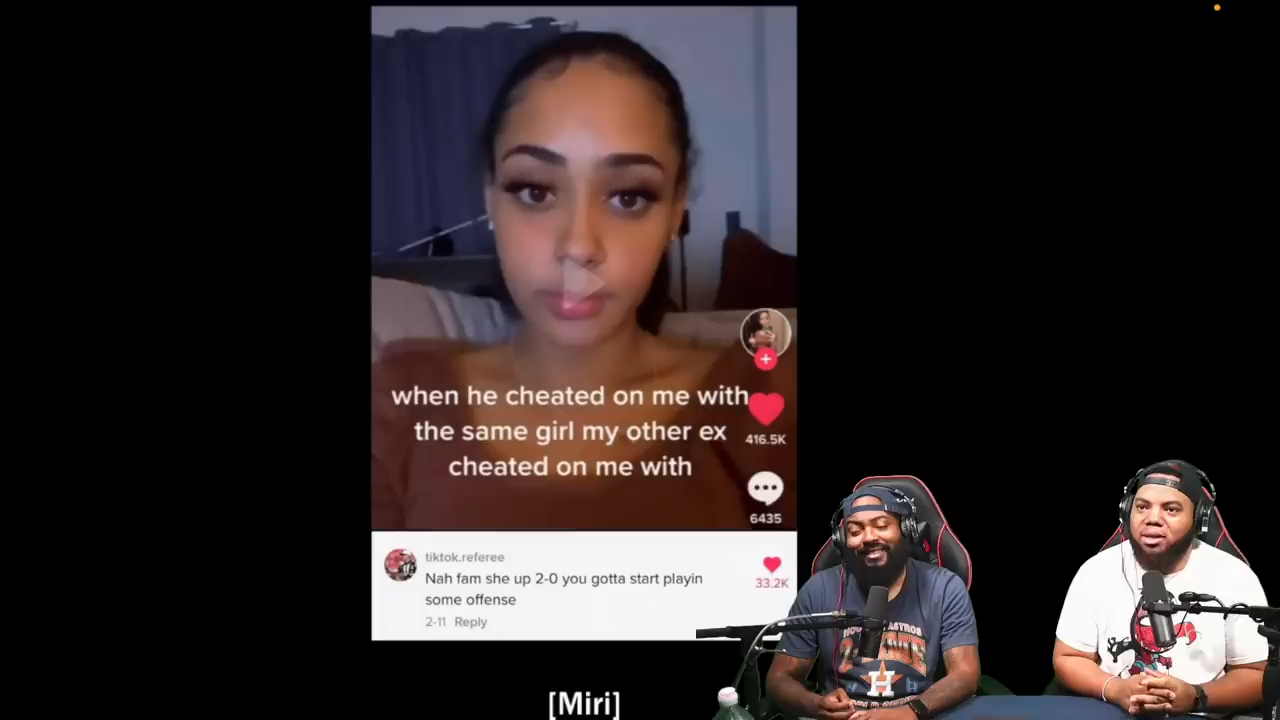 when he cheated on me with
the same girl my other ex
cheated on me with
416.5K
6435
tiktok.referee
Nah fam she up 2-0 you gotta start playin
some offense
2-11 Reply
33.2K
[Miri]
H